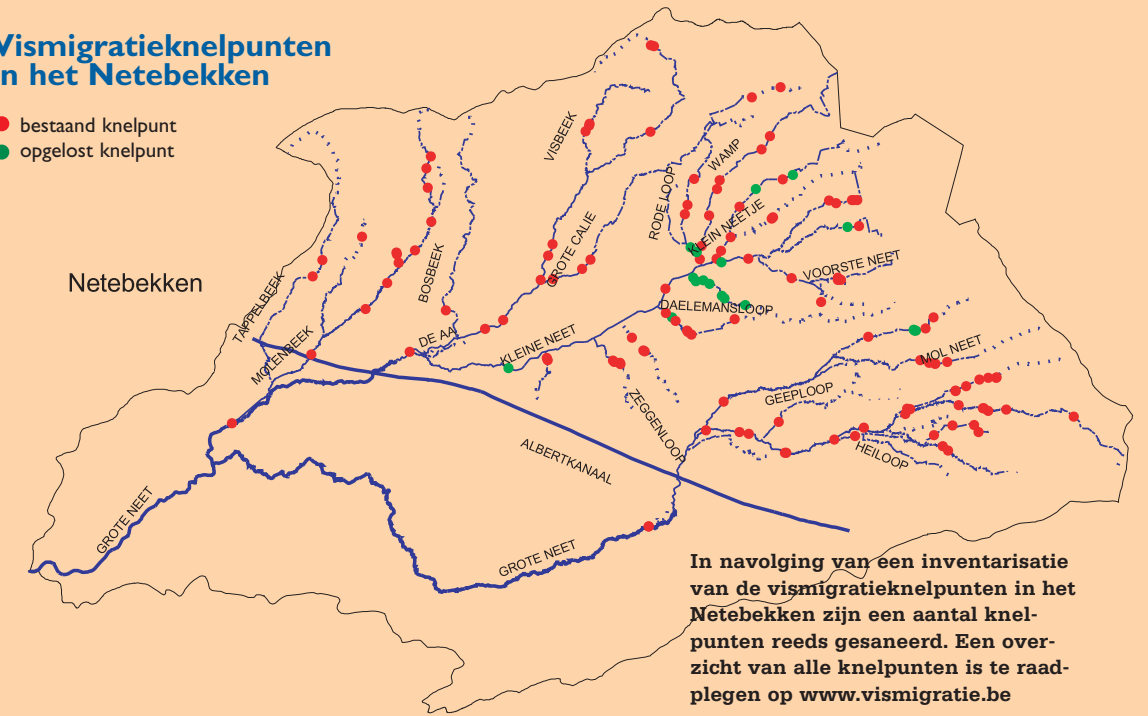 Vismigratieknelpunten
in het Netebekken
bestaand knelpunt
opgelost knelpunt
Netebekken
VISBEEK
WAMP
RODE LOOP
KLEIN NEETJE
GROTE CALIE
BOSBEEK
VOORSTE NEET
TAPPELBEEK
DAELEMANSLOOP
MOLENBEEK
DE AA
KLEINE NEET
MOL NEET
GEEPLOOP
ZEGGENLOOP
HEILOOP
ALBERTKANAAL
GROTE NEET
GROTE NEET
In navolging van een inventarisatie
van de vismigratieknelpunten in het
Netebekken zijn een aantal knel-
punten reeds gesaneerd. Een over-
zicht van alle knelpunten is te raad-
plegen op www.vismigratie.be